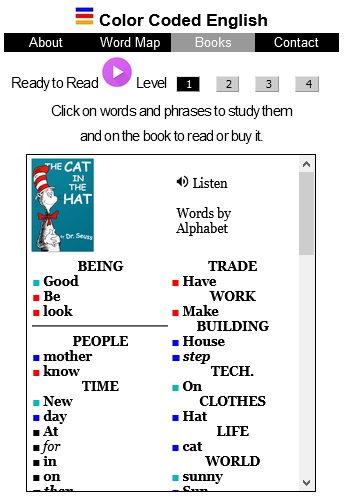 Color Coded English
About Word Map Books Contact
Ready to Read Level 1 2 3 4
Click on words and phrases to study them
and on the book to read or buy it.
THE CAT
IN THE
HAT
by Dr. Seuss
Listen
Words by
Alphabet
BEING
Good
Be
look
PEOPLE
mother
know
TIME
New
day
At
for
in
on
then
TRADE
Have
WORK
Make
BUILDING
House
step
TECH.
On
CLOTHES
Hat
LIFE
cat
WORLD
sunny
Sun